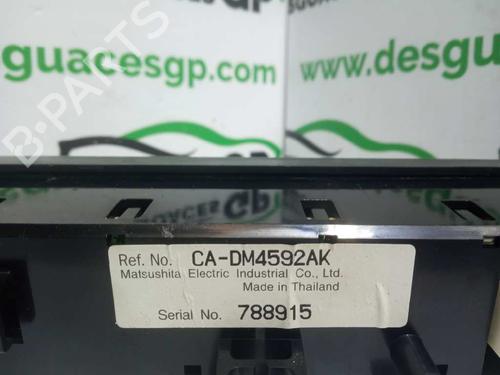 guacesgp.com
desgu
B-PARTS
Ref. No. CA-DM4592AK
Matsushita Electric Industrial Co., Ltd.
Made in Thailand
Serial No. 788915